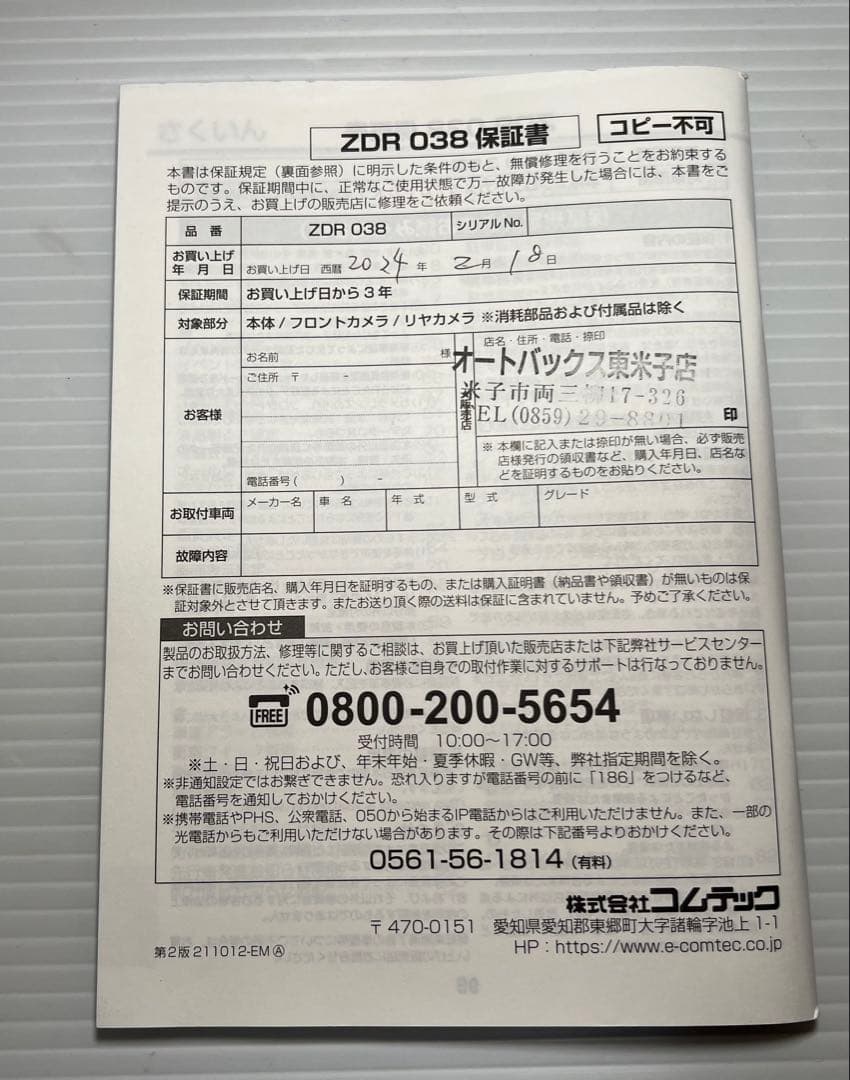 ZDR 038 保証書
コピー不可
本書は保証規定（裏面参照）に明示した条件のもと、無償修理を行うことをお約束する
ものです。保証期間中に、正常なご使用状態で万一故障が発生した場合には、本書をご
提示のうえ、お買上げの販売店に修理をご依頼ください。
品番 ZDR 038 シリアルNo.
お買い上げ年月日 お買い上げ日 西暦 2024 年 2 月 18 日
保証期間 お買い上げ日から3年
対象部分 本体/フロントカメラ/リヤカメラ ※消耗部品および付属品は除く
お客様
お名前 様
ご住所 〒 -
電話番号( ) -
※販売店
店名・住所・電話・捺印
オートバックス東米子店
米子市両三柳17-326
TEL(0859)29-8801 印
※本欄に記入または捺印が無い場合、必ず販売
店様発行の領収書など、購入年月日、店名な
どを証明するものをお貼りください。
お取付車両 メーカー名 車名 年式 型式 グレード
故障内容
※保証書に販売店名、購入年月日を証明するもの、または購入証明書（納品書や領収書）が無いものは保
証対象外とさせて頂きます。またお送り頂く際の送料は保証に含まれていません。予めご了承ください。
お問い合わせ
製品のお取扱方法、修理等に関するご相談は、お買上げ頂いた販売店または下記弊社サービスセンター
までお問い合わせください。ただし、お客様ご自身での取付作業に対するサポートは行なっておりません。
FREE 0800-200-5654
受付時間 10:00～17:00
※土・日・祝日および、年末年始・夏季休暇・GW等、弊社指定期間を除く。
※非通知設定ではお繋ぎできません。恐れ入りますが電話番号の前に「186」をつけるなど、
電話番号を通知しておかけください。
※携帯電話やPHS、公衆電話、050から始まるIP電話からはご利用いただけません。また、一部の
光電話からもご利用いただけない場合があります。その際は下記番号よりおかけください。
0561-56-1814（有料）
株式会社コムテック
〒470-0151 愛知県愛知郡東郷町大字諸輪字池上1-1
第2版 211012-EM Ⓐ
HP：https://www.e-comtec.co.jp